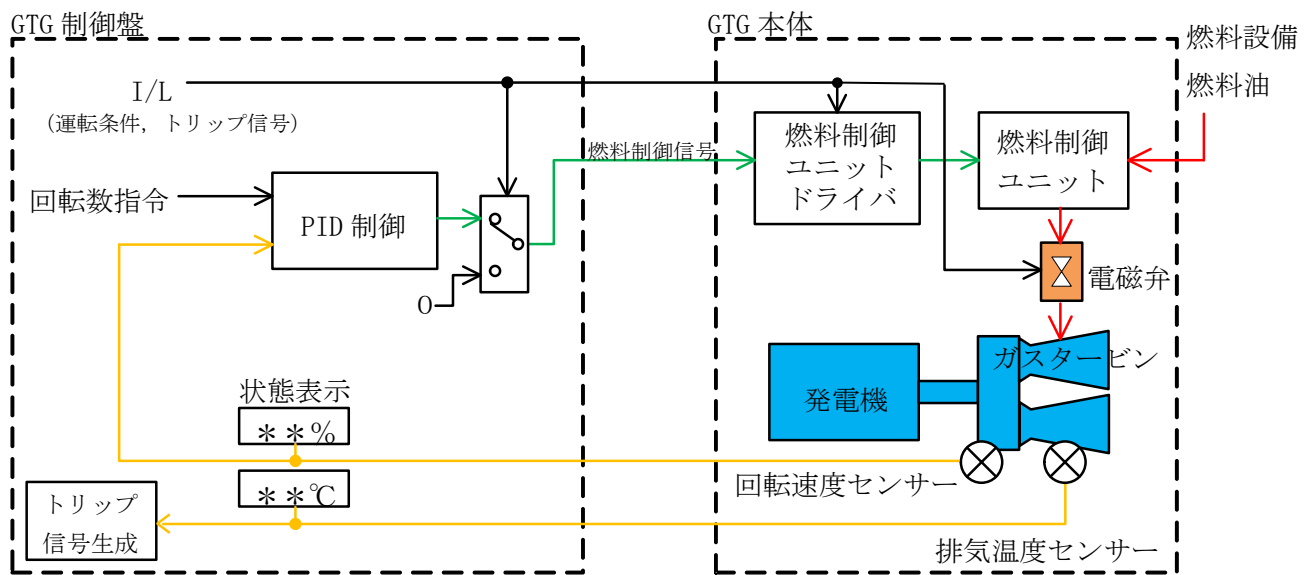 GTG 制御盤
GTG 本体
燃料設備
燃料油
I/L
(運転条件, トリップ信号)
回転数指令
PID 制御
0
燃料制御信号
燃料制御
ユニット
ドライバ
燃料制御
ユニット
電磁弁
ガスタービン
発電機
状態表示
**%
**℃
回転速度センサー
トリップ
信号生成
排気温度センサー